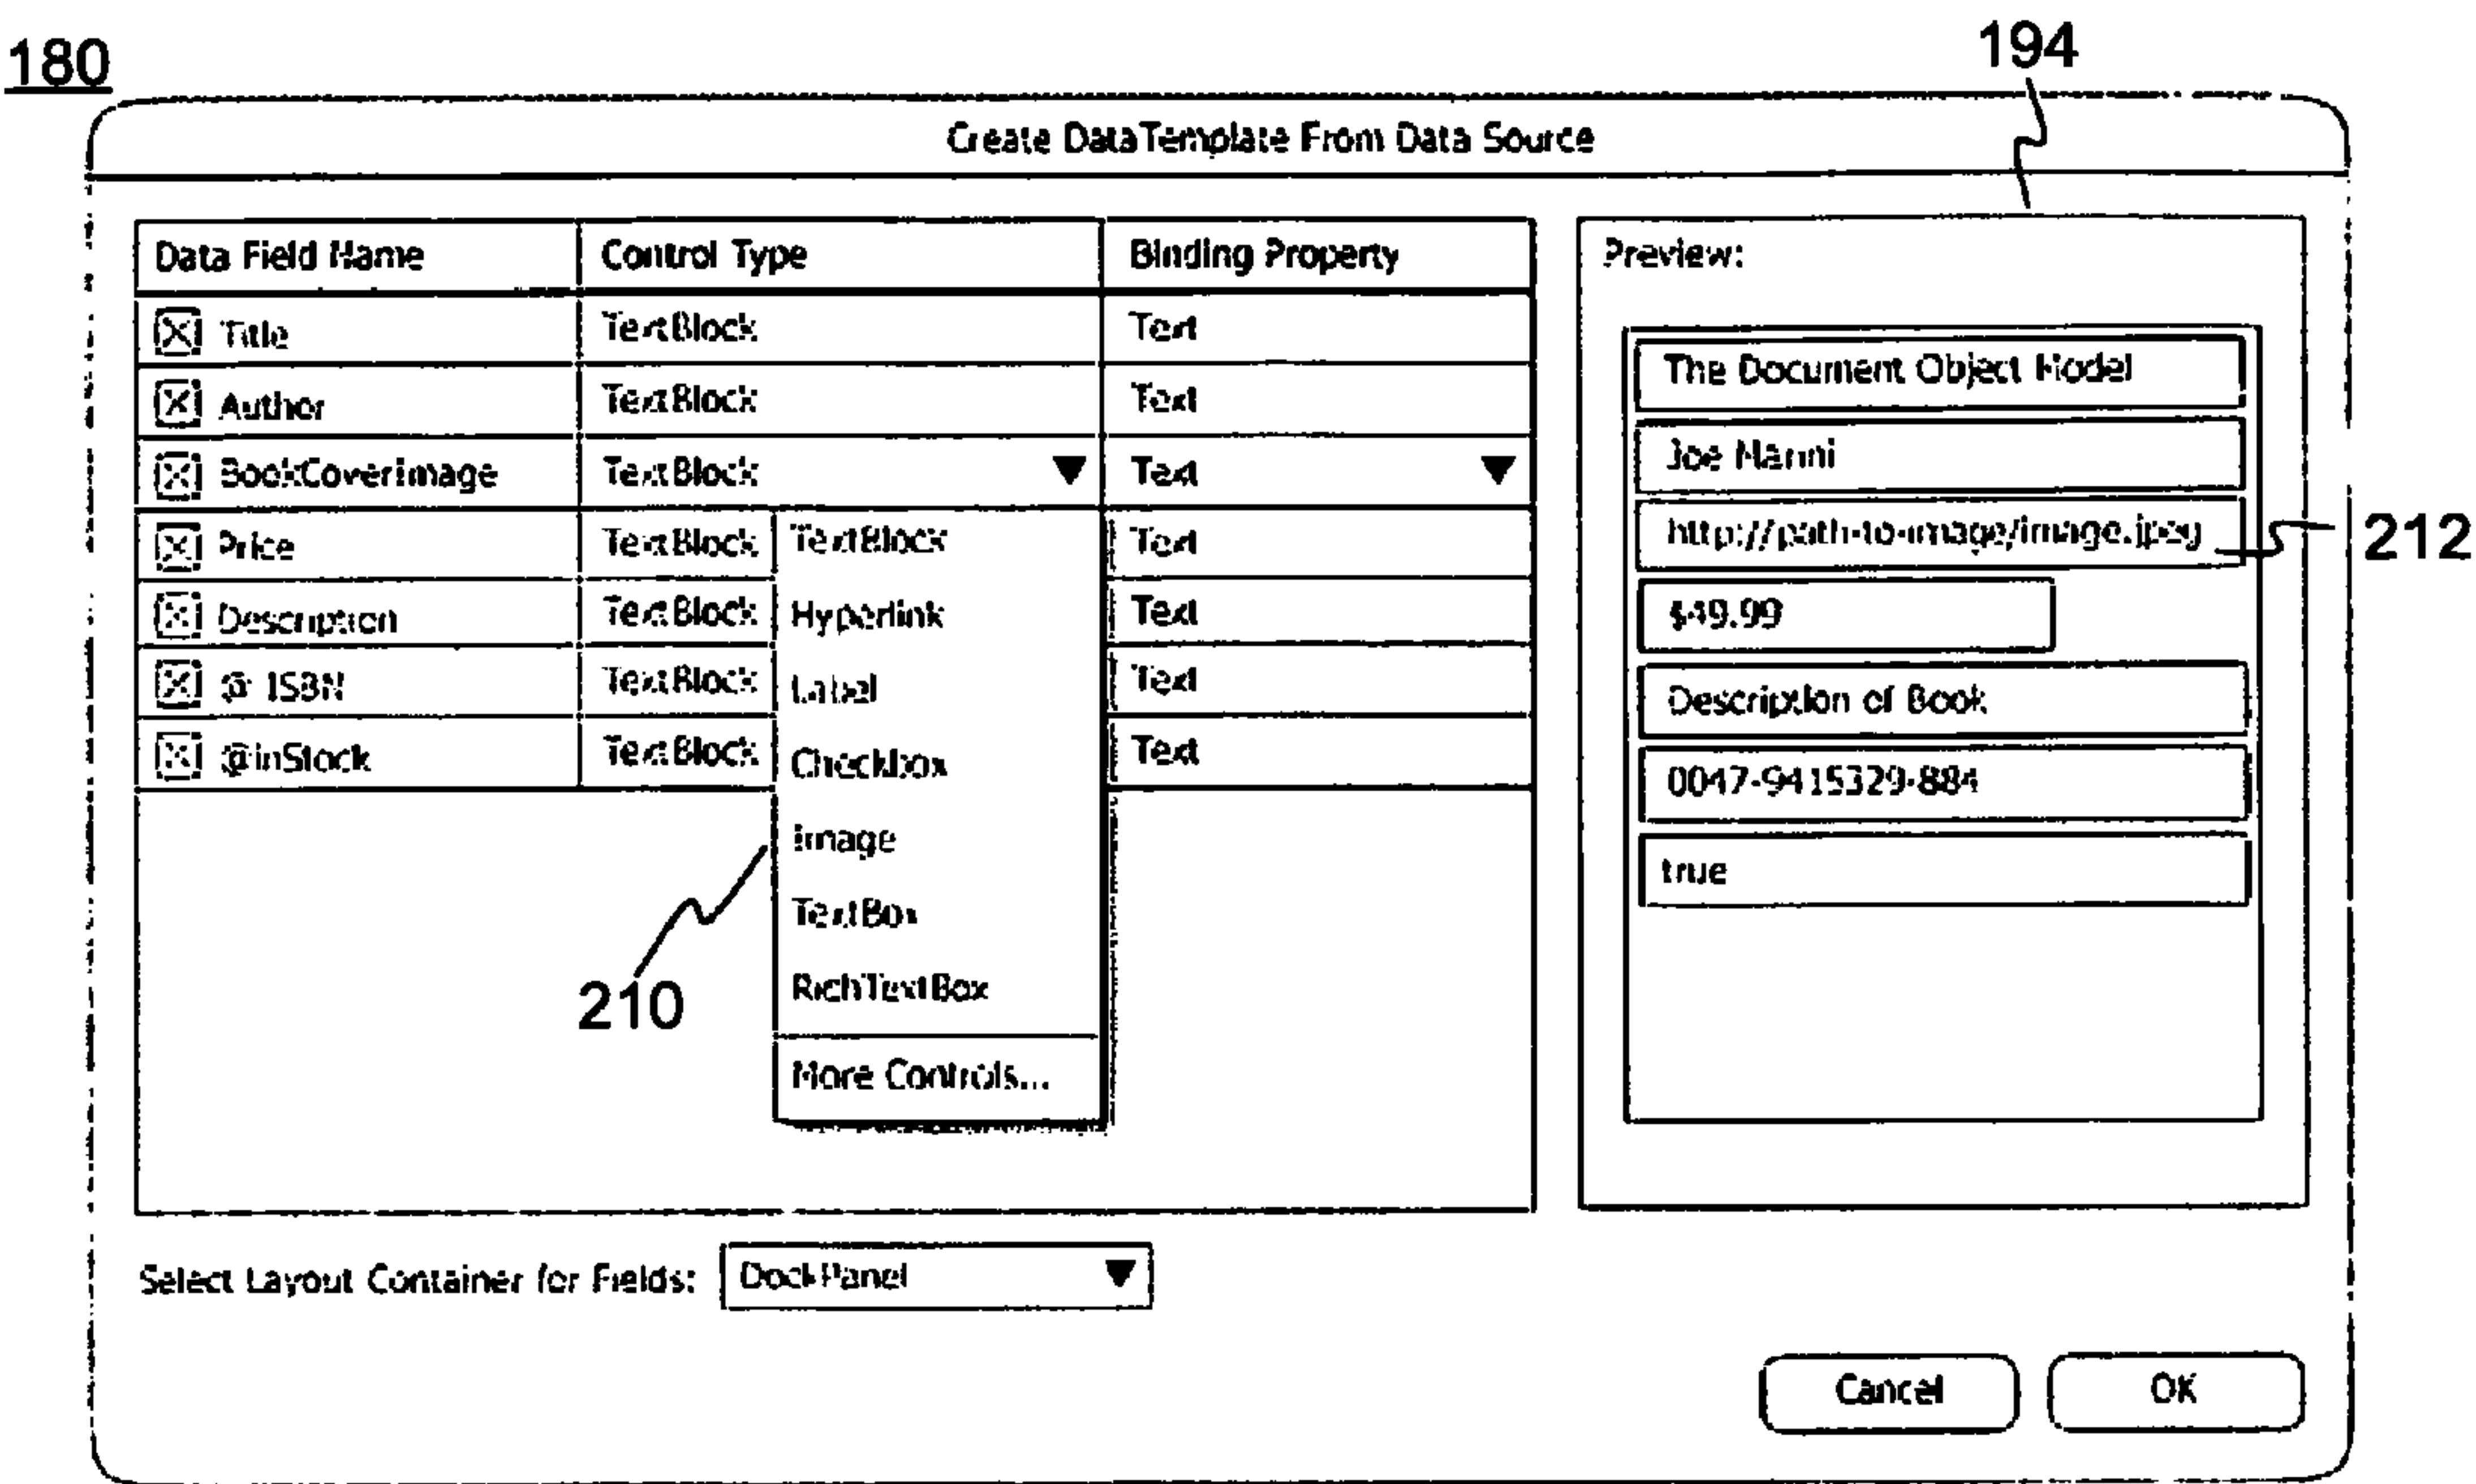 180
194
Create DataTemplate From Data Source
Data Field Name Control Type Binding Property
Title TextBlock Text
Author TextBlock Text
BookCoverImage TextBlock Text
Price TextBlock Text
Description TextBlock Text
@ ISBN TextBlock Text
@inStock TextBlock Text
TextBlock
Hyperlink
Label
Checkbox
Image
TextBox
RichTextBox
More Controls...
210
Preview:
The Document Object Model
Joe Manni
http://path-to-image/image.jpeg
212
$49.99
Description of Book
0047-9415329-884
true
Select Layout Container for Fields: DockPanel
Cancel OK